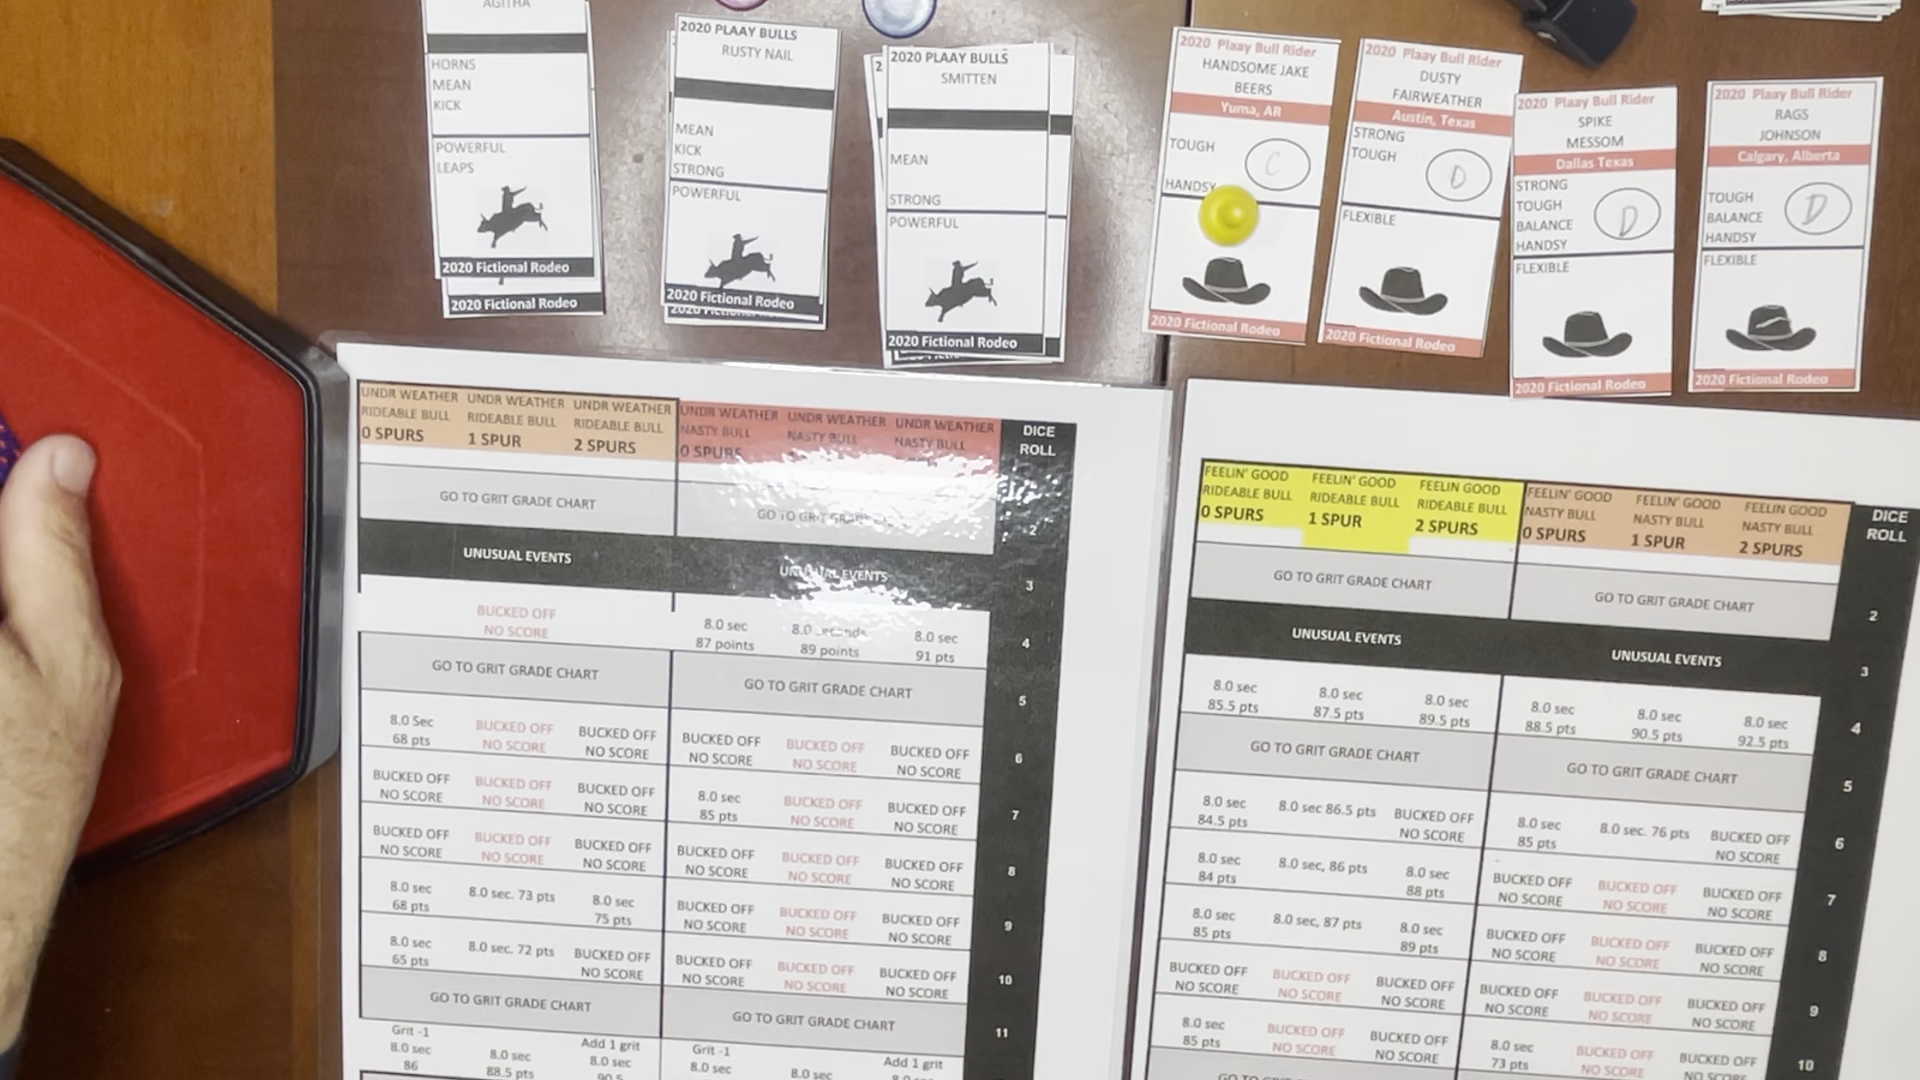 AGITHA
HORNS
MEAN
KICK
POWERFUL
LEAPS
2020 Fictional Rodeo
2020 Fictional Rodeo
2020 PLAAY BULLS
RUSTY NAIL
MEAN
KICK
STRONG
POWERFUL
2020 Fictional Rodeo
2
2020 PLAAY BULLS
SMITTEN
MEAN
STRONG
POWERFUL
2020 Fictional Rodeo
2020 Plaay Bull Rider
HANDSOME JAKE
BEERS
Yuma, AR
TOUGH
C
HANDSY
2020 Fictional Rodeo
2020 Plaay Bull Rider
DUSTY
FAIRWEATHER
Austin, Texas
STRONG
TOUGH
D
FLEXIBLE
2020 Fictional Rodeo
2020 Plaay Bull Rider
SPIKE
MESSOM
Dallas Texas
STRONG
TOUGH
BALANCE
HANDSY
D
FLEXIBLE
2020 Fictional Rodeo
2020 Plaay Bull Rider
RAGS
JOHNSON
Calgary, Alberta
TOUGH
BALANCE
HANDSY
D
FLEXIBLE
2020 Fictional Rodeo
UNDR WEATHER UNDR WEATHER UNDR WEATHER UNDR WEATHER UNDR WEATHER UNDR WEATHER DICE
RIDEABLE BULL RIDEABLE BULL RIDEABLE BULL NASTY BULL NASTY BULL NASTY BULL ROLL
0 SPURS 1 SPUR 2 SPURS 0 SPURS
GO TO GRIT GRADE CHART GO TO GRIT GRADE 2
UNUSUAL EVENTS UNUSUAL EVENTS 3
BUCKED OFF 8.0 sec 8.0 8.0 sec 4
NO SCORE 87 points 89 points 91 pts
GO TO GRIT GRADE CHART GO TO GRIT GRADE CHART 5
8.0 Sec BUCKED OFF BUCKED OFF BUCKED OFF BUCKED OFF BUCKED OFF 6
68 pts NO SCORE NO SCORE NO SCORE NO SCORE NO SCORE
BUCKED OFF BUCKED OFF BUCKED OFF 8.0 sec BUCKED OFF BUCKED OFF 7
NO SCORE NO SCORE NO SCORE 85 pts NO SCORE NO SCORE
BUCKED OFF BUCKED OFF BUCKED OFF BUCKED OFF BUCKED OFF BUCKED OFF 8
NO SCORE NO SCORE NO SCORE NO SCORE NO SCORE NO SCORE
8.0 sec 8.0 sec. 73 pts 8.0 sec BUCKED OFF BUCKED OFF BUCKED OFF 9
68 pts 75 pts NO SCORE NO SCORE NO SCORE
8.0 sec 8.0 sec. 72 pts BUCKED OFF BUCKED OFF BUCKED OFF BUCKED OFF 10
65 pts NO SCORE NO SCORE NO SCORE NO SCORE
GO TO GRIT GRADE CHART GO TO GRIT GRADE CHART 11
Grit -1 Add 1 grit Grit -1 Add 1 grit
8.0 sec 8.0 sec 8.0 sec 8.0 sec 8.0 sec
86 88.5 pts 90.5
FEELIN' GOOD FEELIN' GOOD FEELIN GOOD FEELIN' GOOD FEELIN' GOOD FEELIN GOOD DICE
RIDEABLE BULL RIDEABLE BULL RIDEABLE BULL NASTY BULL NASTY BULL NASTY BULL ROLL
0 SPURS 1 SPUR 2 SPURS 0 SPURS 1 SPUR 2 SPURS
GO TO GRIT GRADE CHART GO TO GRIT GRADE CHART 2
UNUSUAL EVENTS UNUSUAL EVENTS 3
8.0 sec 8.0 sec 8.0 sec 8.0 sec 8.0 sec 8.0 sec 4
85.5 pts 87.5 pts 89.5 pts 88.5 pts 90.5 pts 92.5 pts
GO TO GRIT GRADE CHART GO TO GRIT GRADE CHART 5
8.0 sec 8.0 sec 86.5 pts BUCKED OFF 8.0 sec 8.0 sec. 76 pts BUCKED OFF 6
84.5 pts NO SCORE 85 pts NO SCORE
8.0 sec 8.0 sec, 86 pts 8.0 sec BUCKED OFF BUCKED OFF BUCKED OFF 7
84 pts 88 pts NO SCORE NO SCORE NO SCORE
8.0 sec 8.0 sec, 87 pts 8.0 sec BUCKED OFF BUCKED OFF BUCKED OFF 8
85 pts 89 pts NO SCORE NO SCORE NO SCORE
BUCKED OFF BUCKED OFF BUCKED OFF BUCKED OFF BUCKED OFF BUCKED OFF 9
NO SCORE NO SCORE NO SCORE NO SCORE NO SCORE NO SCORE
8.0 sec BUCKED OFF BUCKED OFF 8.0 sec BUCKED OFF BUCKED OFF 10
85 pts NO SCORE NO SCORE 73 pts NO SCORE NO SCORE